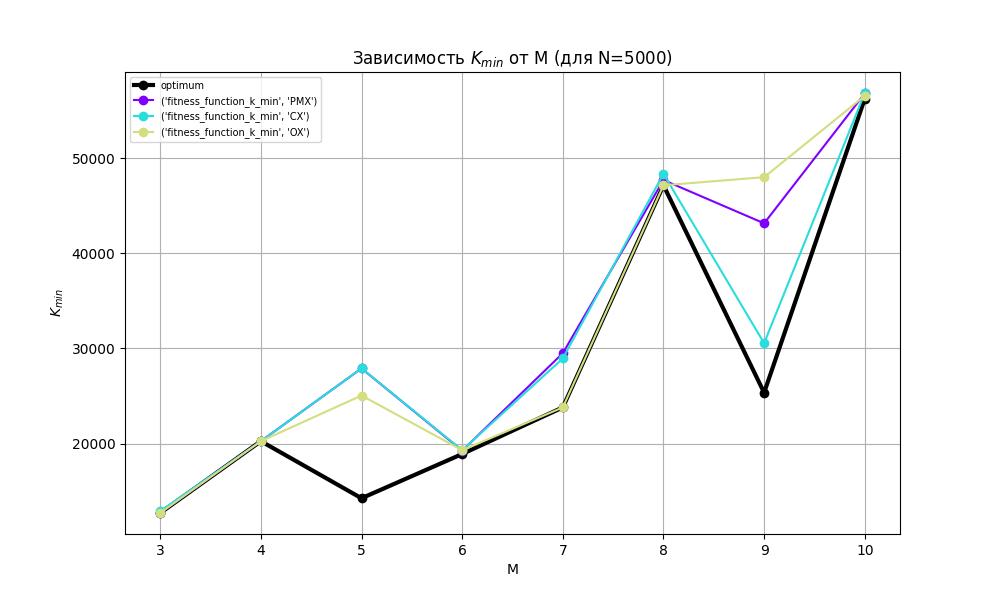 Зависимость K_min от M (для N=5000)
optimum
('fitness_function_k_min', 'PMX')
('fitness_function_k_min', 'CX')
('fitness_function_k_min', 'OX')
50000
40000
30000
20000
K_min
3 4 5 6 7 8 9 10
M